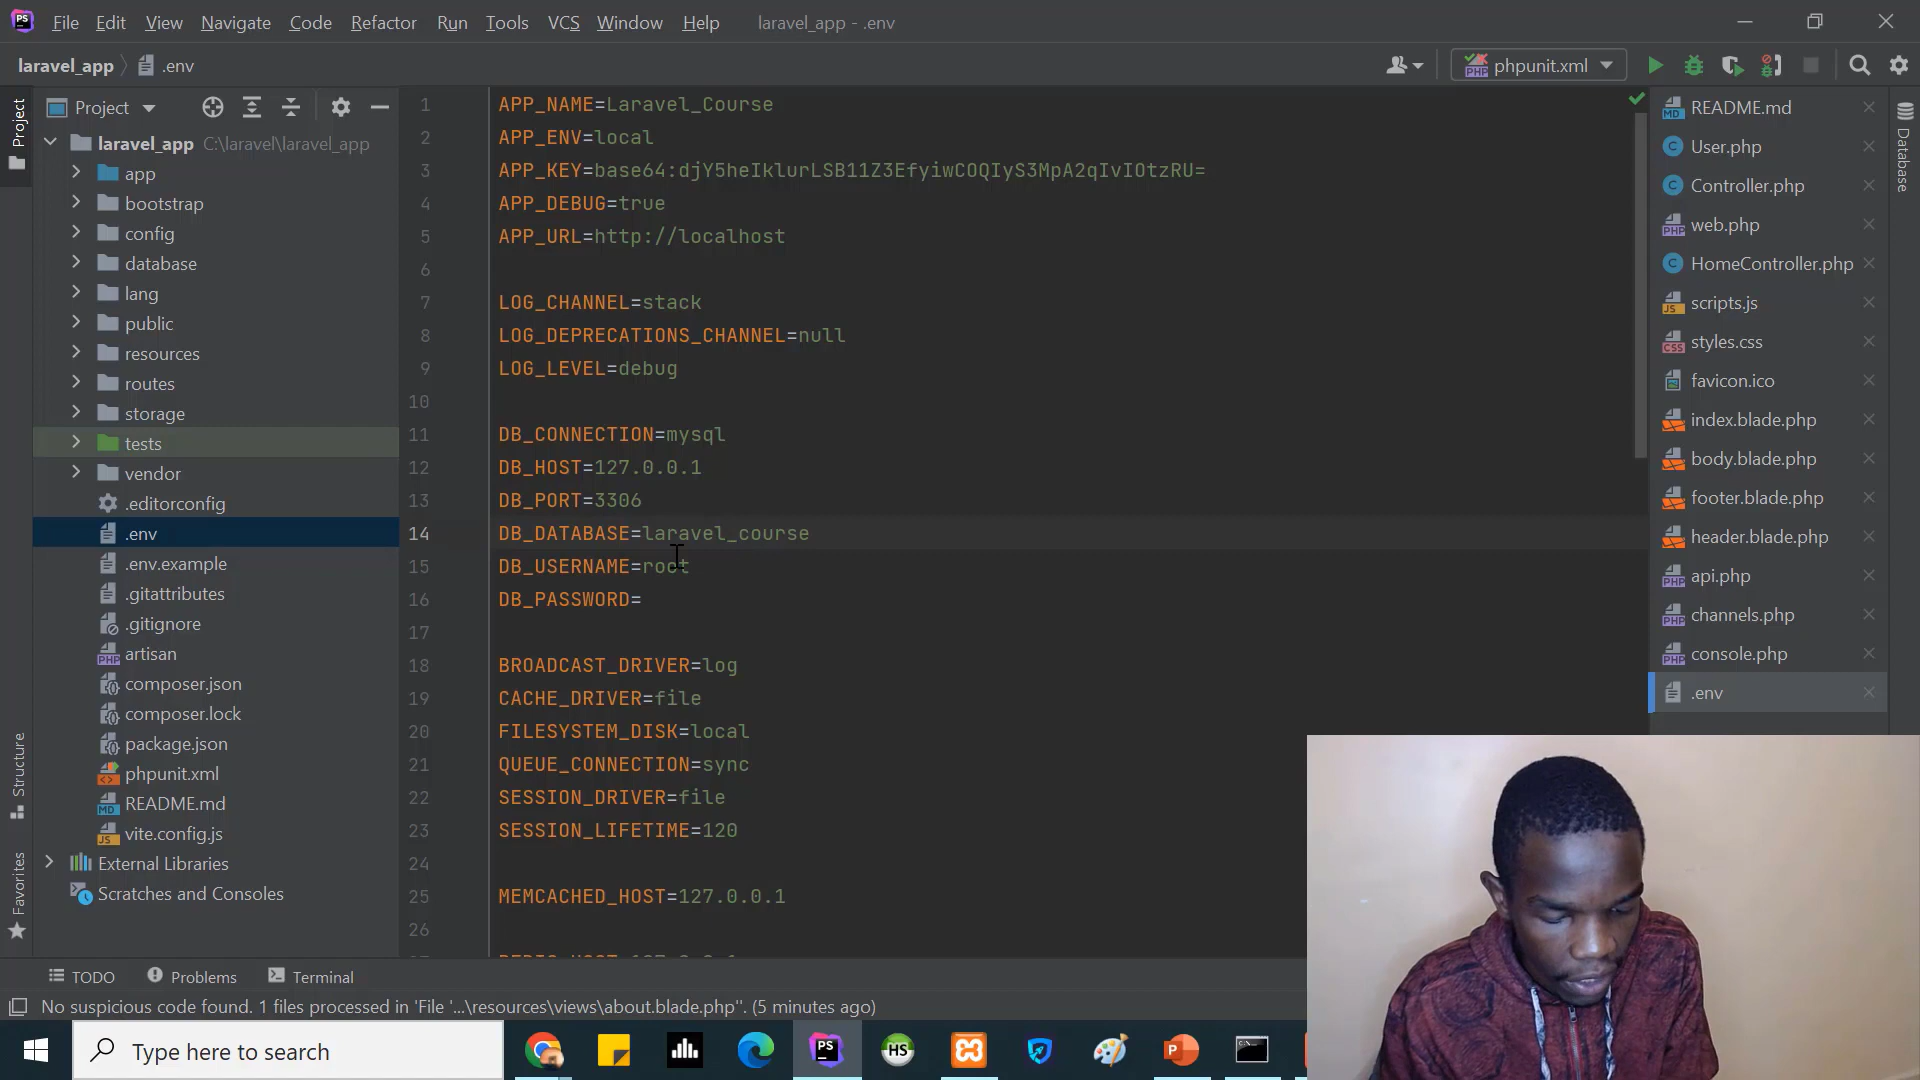 File Edit View Navigate Code Refactor Run Tools VCS Window Help laravel_app - .env
laravel_app .env
phpunit.xml
Project
Project
laravel_app C:\laravel\laravel_app
app
bootstrap
config
database
lang
public
resources
routes
storage
tests
vendor
.editorconfig
.env
.env.example
.gitattributes
.gitignore
artisan
composer.json
composer.lock
package.json
phpunit.xml
README.md
vite.config.js
External Libraries
Scratches and Consoles
Structure
Favorites
1 APP_NAME=Laravel_Course
2 APP_ENV=local
3 APP_KEY=base64:djY5heIklurLSB11Z3EfyiwCOQIyS3MpA2qIvIOtzRU=
4 APP_DEBUG=true
5 APP_URL=http://localhost
6
7 LOG_CHANNEL=stack
8 LOG_DEPRECATIONS_CHANNEL=null
9 LOG_LEVEL=debug
10
11 DB_CONNECTION=mysql
12 DB_HOST=127.0.0.1
13 DB_PORT=3306
14 DB_DATABASE=laravel_course
15 DB_USERNAME=root
16 DB_PASSWORD=
17
18 BROADCAST_DRIVER=log
19 CACHE_DRIVER=file
20 FILESYSTEM_DISK=local
21 QUEUE_CONNECTION=sync
22 SESSION_DRIVER=file
23 SESSION_LIFETIME=120
24
25 MEMCACHED_HOST=127.0.0.1
26
README.md
User.php
Controller.php
web.php
HomeController.php
scripts.js
styles.css
favicon.ico
index.blade.php
body.blade.php
footer.blade.php
header.blade.php
api.php
channels.php
console.php
.env
Database
TODO Problems Terminal
No suspicious code found. 1 files processed in 'File '...\resources\views\about.blade.php''. (5 minutes ago)
Type here to search